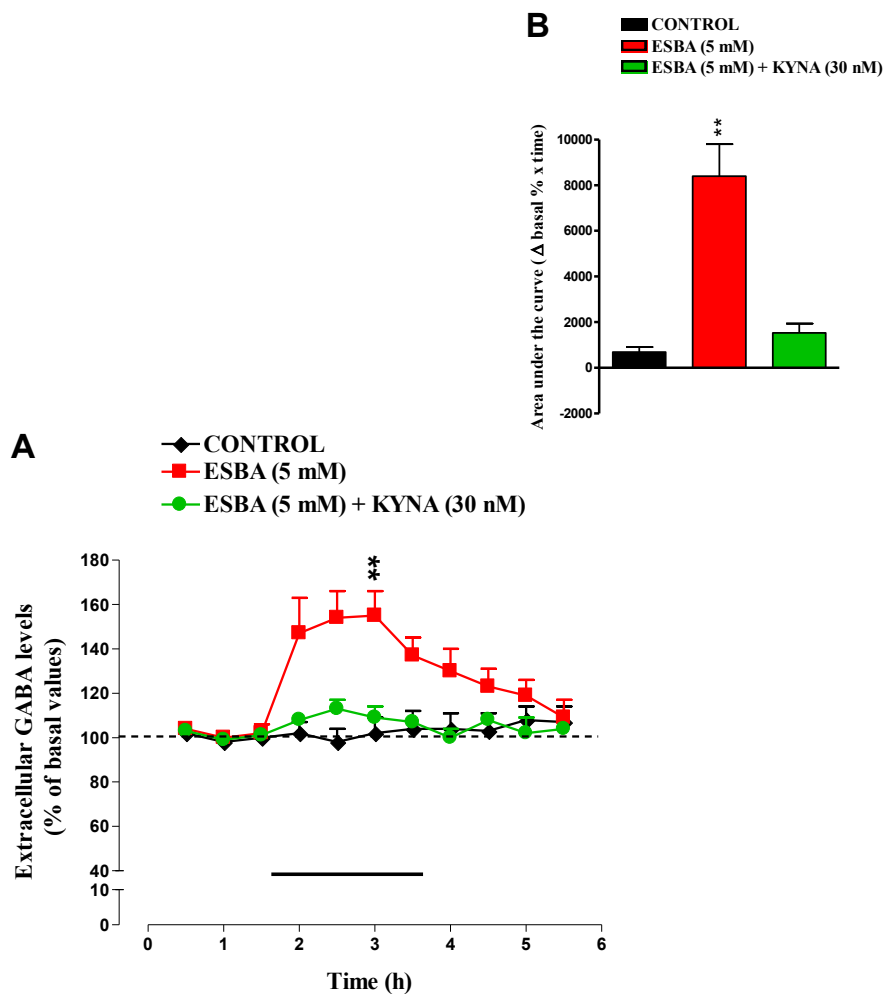 B
CONTROL
ESBA (5 mM)
ESBA (5 mM) + KYNA (30 nM)
**
Area under the curve ( Δ basal % x time)
10000
8000
6000
4000
2000
0
-2000
A
CONTROL
ESBA (5 mM)
ESBA (5 mM) + KYNA (30 nM)
**
Extracellular GABA levels
(% of basal values)
180
160
140
120
100
80
60
40
10
0
0 1 2 3 4 5 6
Time (h)